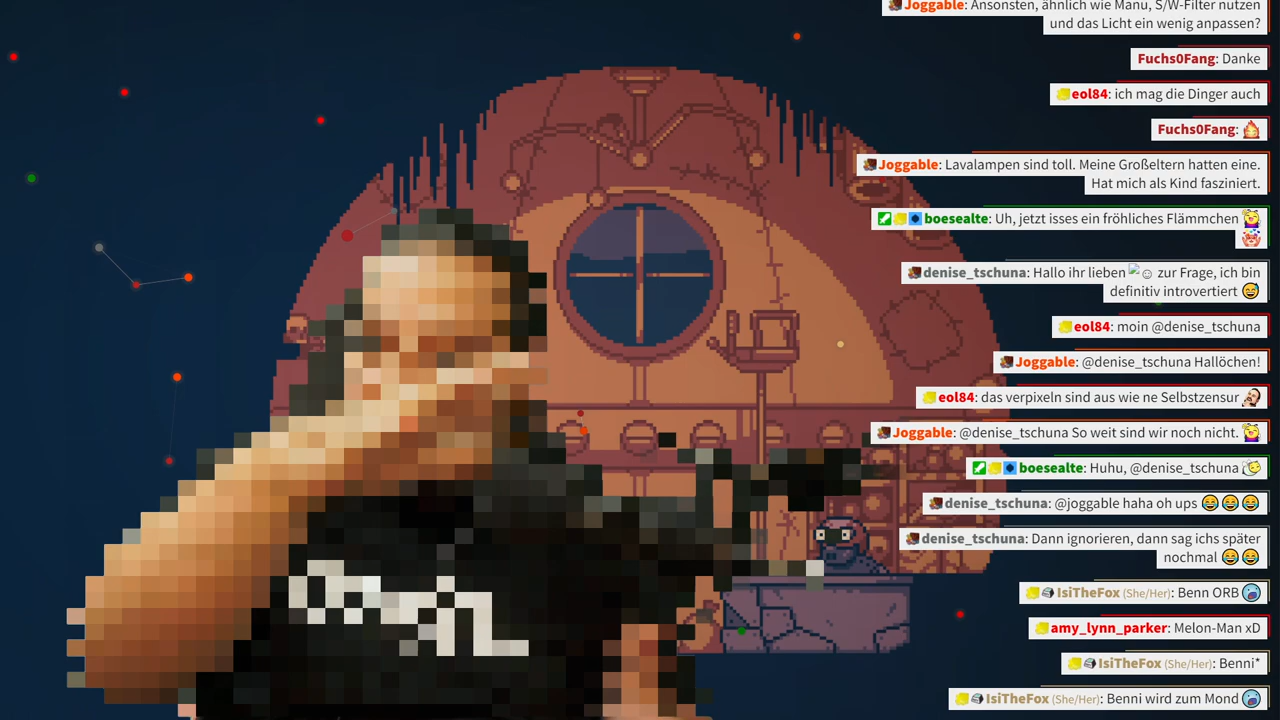 Joggable: Ansonsten, ähnlich wie Manu, S/W-Filter nutzen
und das Licht ein wenig anpassen?
Fuchs0Fang: Danke
eol84: ich mag die Dinger auch
Fuchs0Fang:
Joggable: Lavalampen sind toll. Meine Großeltern hatten eine.
Hat mich als Kind fasziniert.
boesealte: Uh, jetzt isses ein fröhliches Flämmchen
denise_tschuna: Hallo ihr lieben zur Frage, ich bin
definitiv introvertiert 😅
eol84: moin @denise_tschuna
Joggable: @denise_tschuna Hallöchen!
eol84: das verpixeln sind aus wie ne Selbstzensur
Joggable: @denise_tschuna So weit sind wir noch nicht.
boesealte: Huhu, @denise_tschuna
denise_tschuna: @joggable haha oh ups 😂😂😂
denise_tschuna: Dann ignorieren, dann sag ichs später
nochmal 😂😂
IsiTheFox (She/Her): Benn ORB
amy_lynn_parker: Melon-Man xD
IsiTheFox (She/Her): Benni*
IsiTheFox (She/Her): Benni wird zum Mond